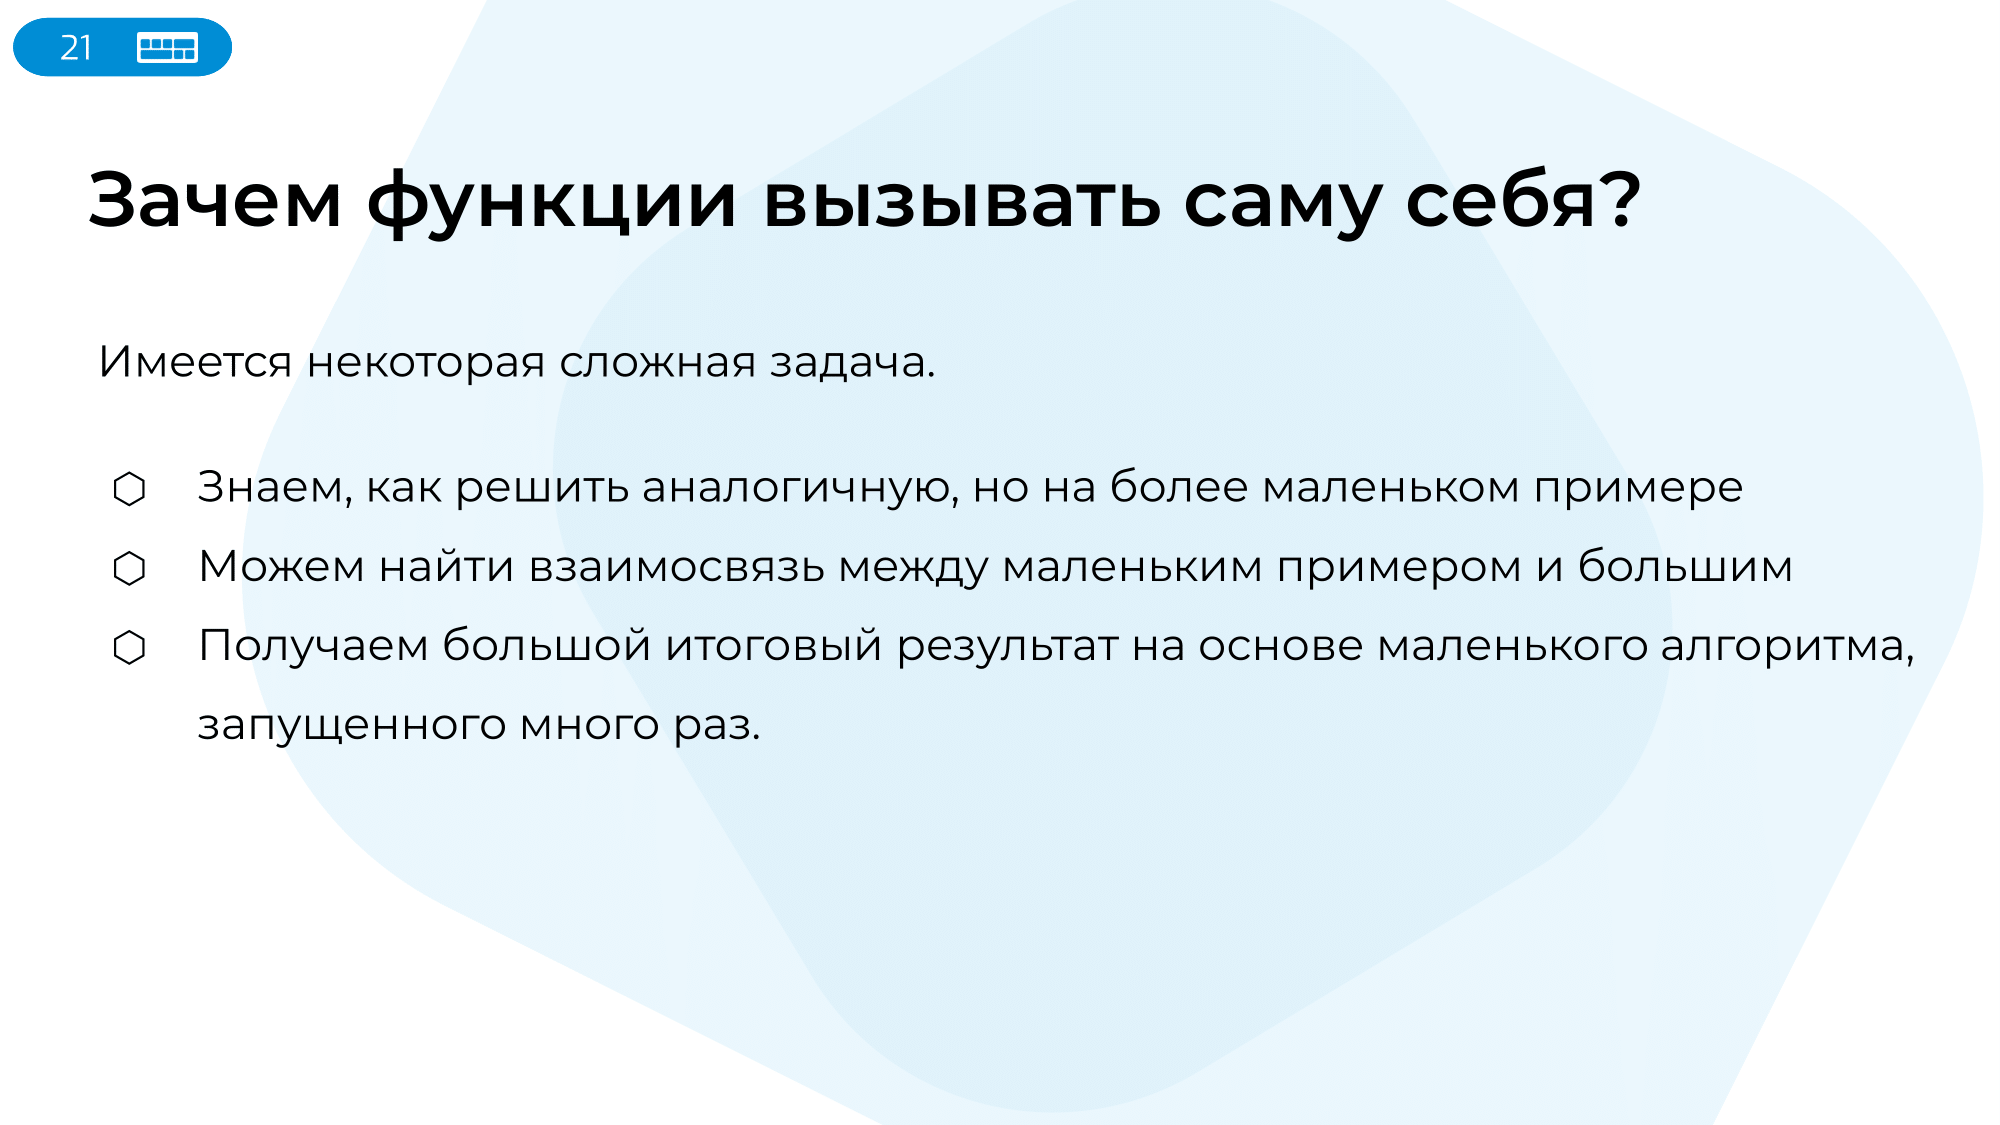 21
Зачем функции вызывать саму себя?
Имеется некоторая сложная задача.
Знаем, как решить аналогичную, но на более маленьком примере
Можем найти взаимосвязь между маленьким примером и большим
Получаем большой итоговый результат на основе маленького алгоритма,
запущенного много раз.